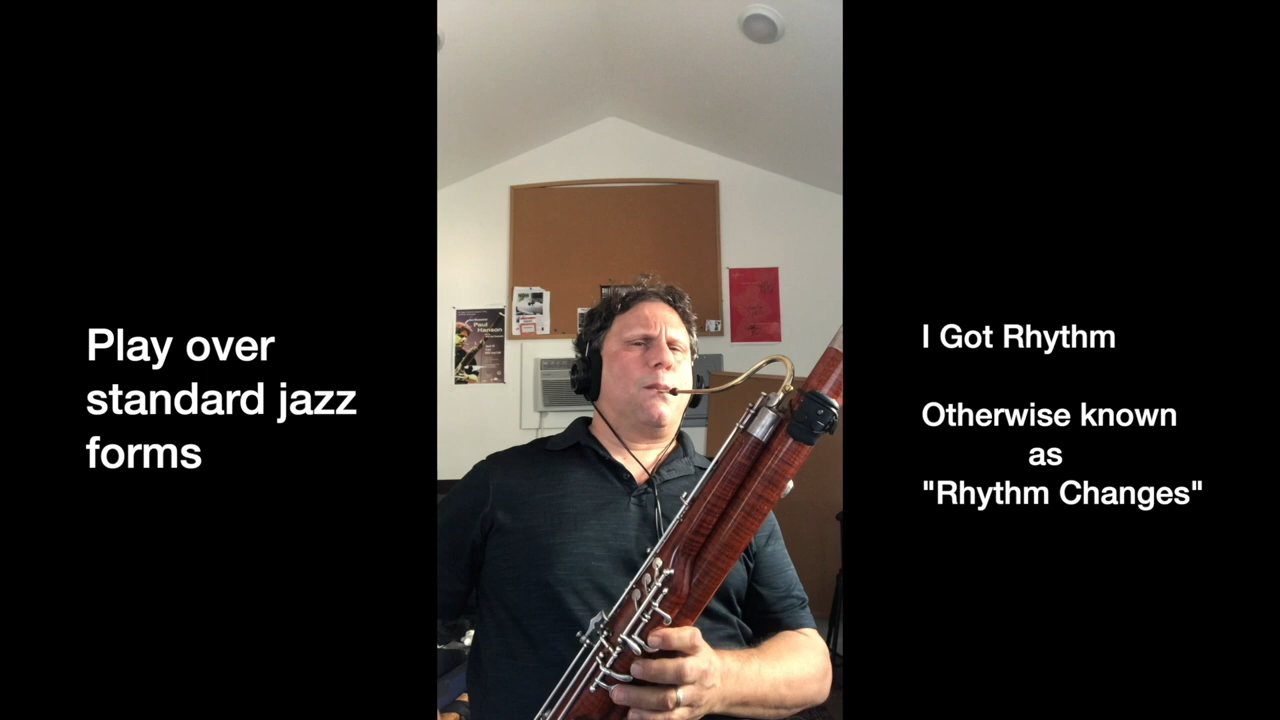 Play over
standard jazz
forms
Paul
Hanson
I Got Rhythm
Otherwise known
as
"Rhythm Changes"